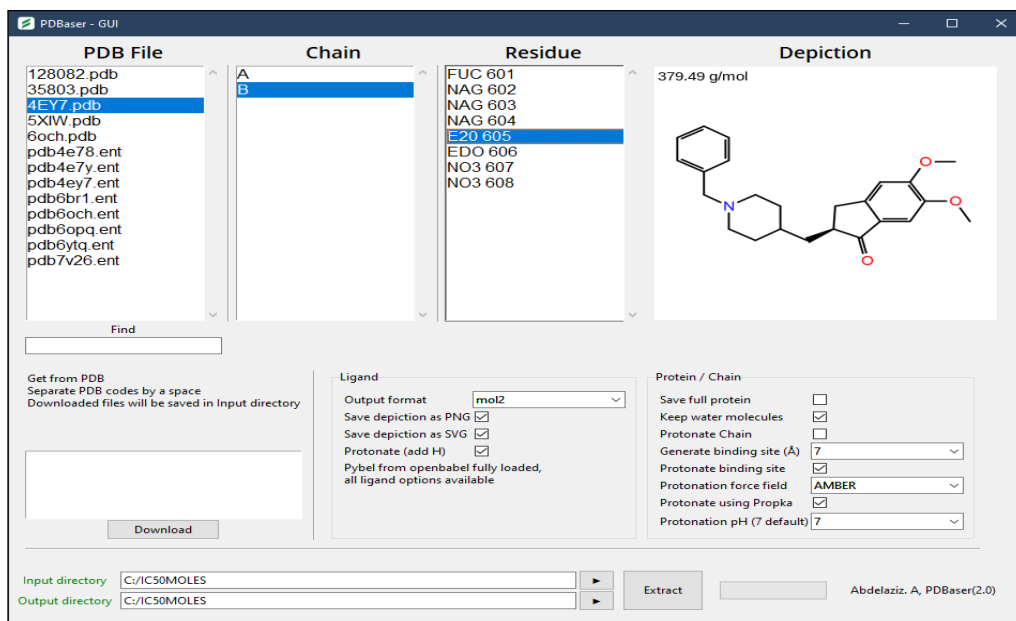 PDBaser - GUI
PDB File
Chain
Residue
Depiction
128082.pdb
35803.pdb
4EY7.pdb
5XIW.pdb
6och.pdb
pdb4e78.ent
pdb4e7y.ent
pdb4ey7.ent
pdb6br1.ent
pdb6och.ent
pdb6opq.ent
pdb6ytq.ent
pdb7v26.ent
A
B
FUC 601
NAG 602
NAG 603
NAG 604
E20 605
EDO 606
NO3 607
NO3 608
379.49 g/mol
O
O
N
O
Find
Get from PDB
Separate PDB codes by a space
Downloaded files will be saved in Input directory
Download
Ligand
Output format mol2
Save depiction as PNG
Save depiction as SVG
Protonate (add H)
Pybel from openbabel fully loaded,
all ligand options available
Protein / Chain
Save full protein
Keep water molecules
Protonate Chain
Generate binding site (Å) 7
Protonate binding site
Protonation force field AMBER
Protonate using Propka
Protonation pH (7 default) 7
Input directory C:/IC50MOLES
Output directory C:/IC50MOLES
Extract
Abdelaziz. A, PDBaser(2.0)